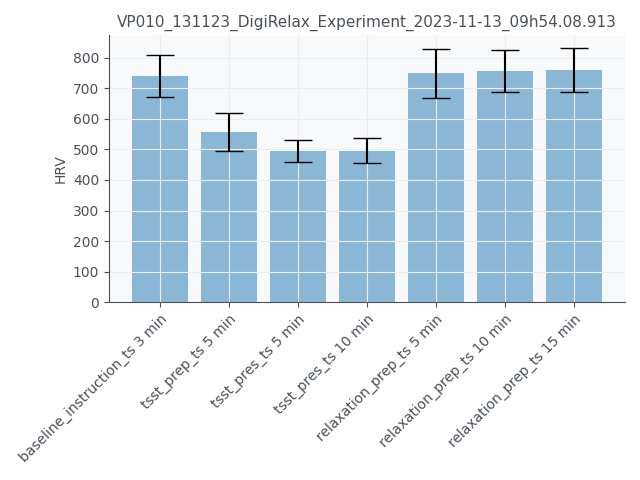 VP010_131123_DigiRelax_Experiment_2023-11-13_09h54.08.913
HRV
800
700
600
500
400
300
200
100
0
baseline_instruction_ts 3 min
tsst_prep_ts 5 min
tsst_pres_ts 5 min
tsst_pres_ts 10 min
relaxation_prep_ts 5 min
relaxation_prep_ts 10 min
relaxation_prep_ts 15 min